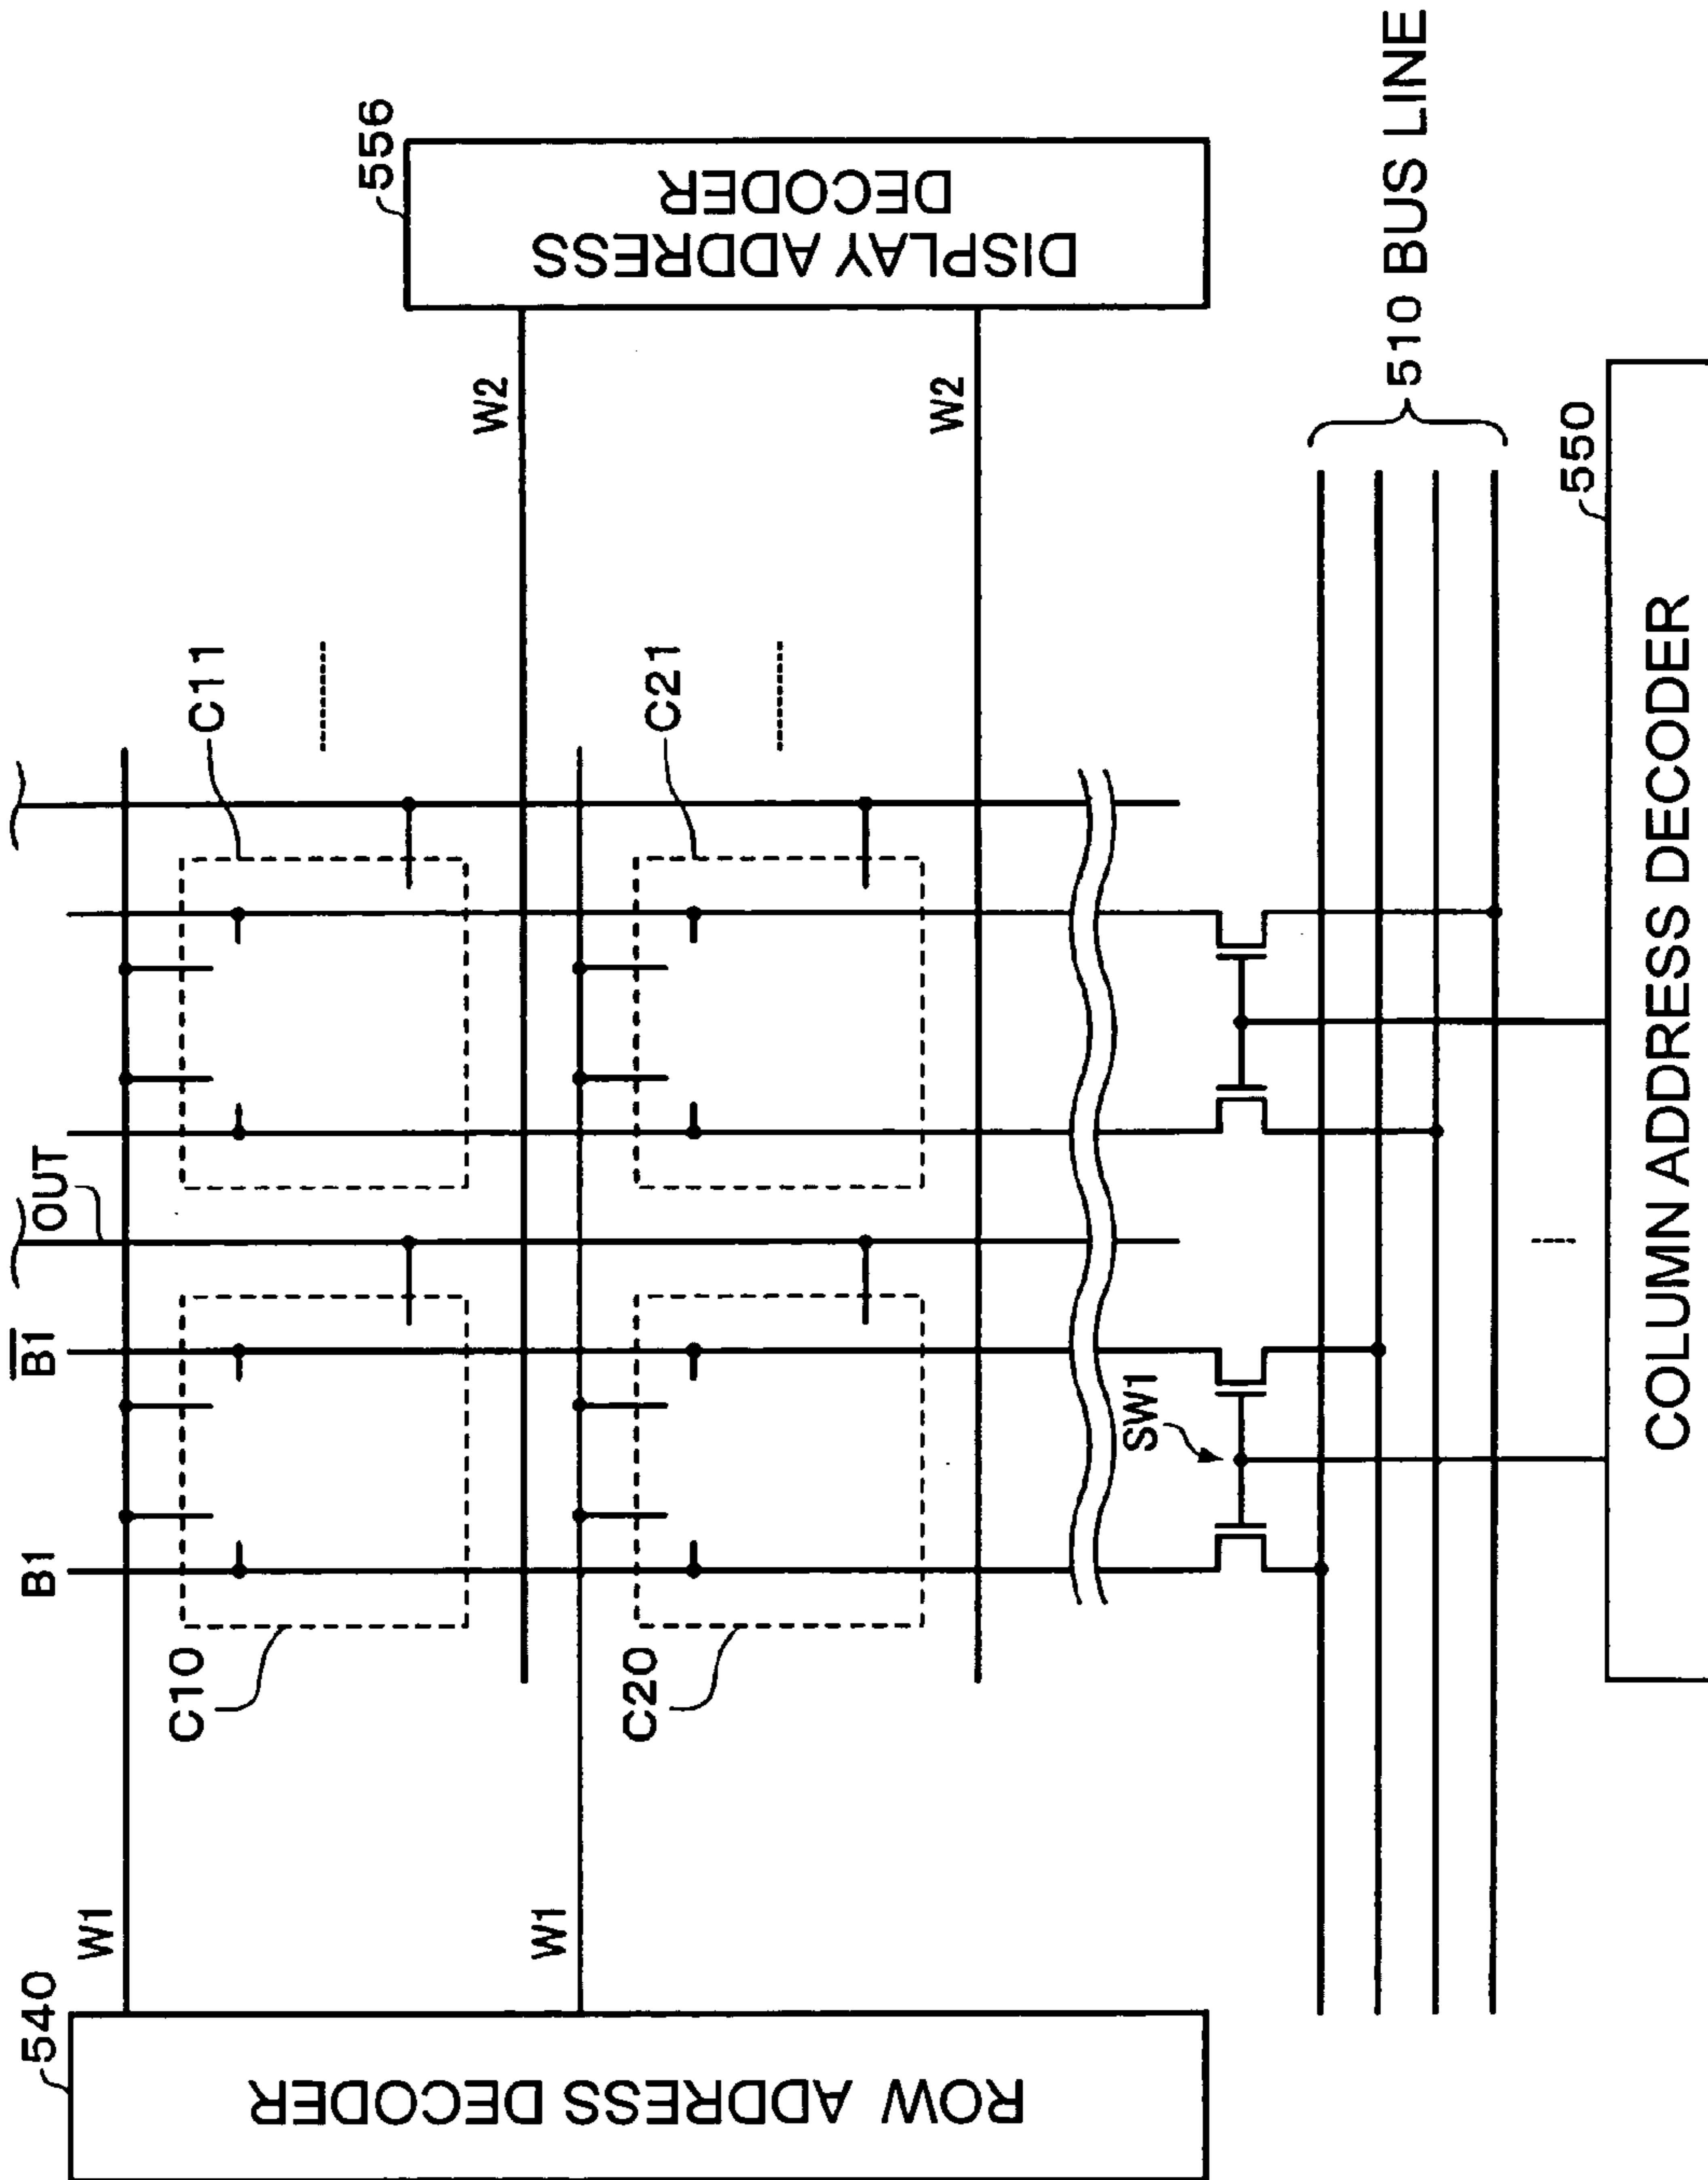 B1
B̅1̅
OUT
540
W1
C10
C11
556
W2
ROW ADDRESS DECODER
DISPLAY ADDRESS
DECODER
W1
C20
C21
W2
SW1
510 BUS LINE
550
COLUMN ADDRESS DECODER